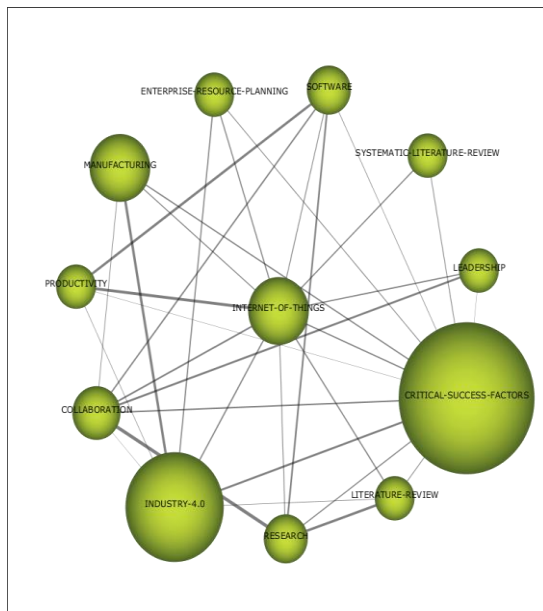 ENTERPRISE-RESOURCE-PLANNING
SOFTWARE
SYSTEMATIC-LITERATURE-REVIEW
MANUFACTURING
LEADERSHIP
PRODUCTIVITY
INTERNET-OF-THINGS
CRITICAL-SUCCESS-FACTORS
COLLABORATION
LITERATURE-REVIEW
INDUSTRY-4.0
RESEARCH